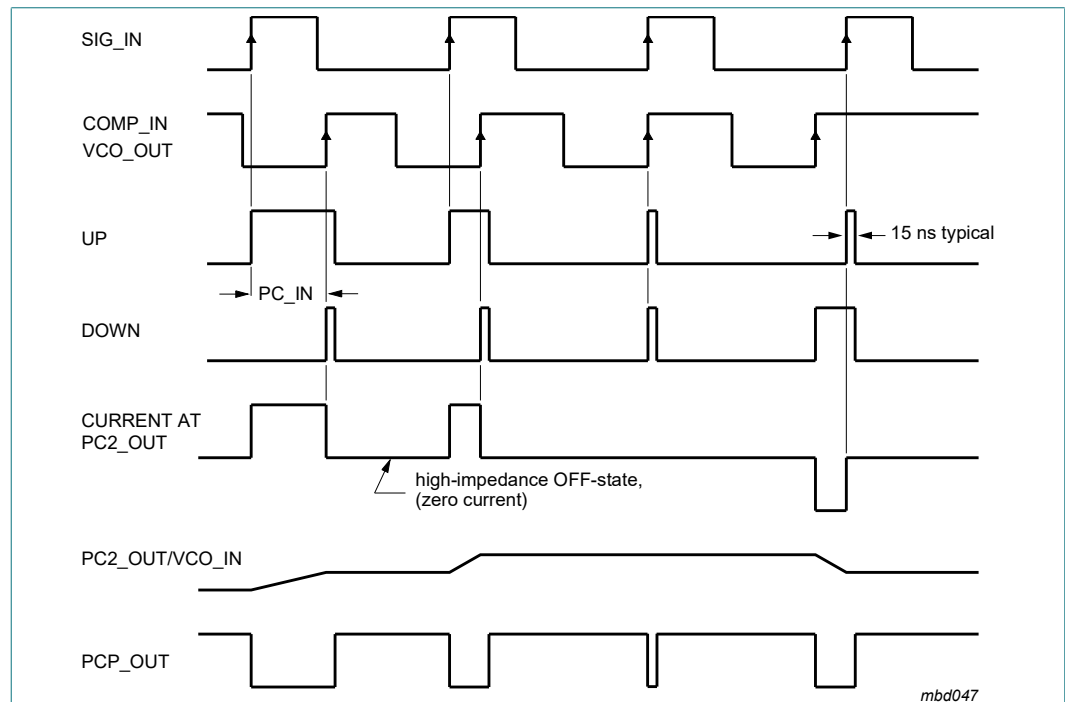 SIG_IN
COMP_IN
VCO_OUT
UP
15 ns typical
PC_IN
DOWN
CURRENT AT
PC2_OUT
high-impedance OFF-state,
(zero current)
PC2_OUT/VCO_IN
PCP_OUT
mbd047